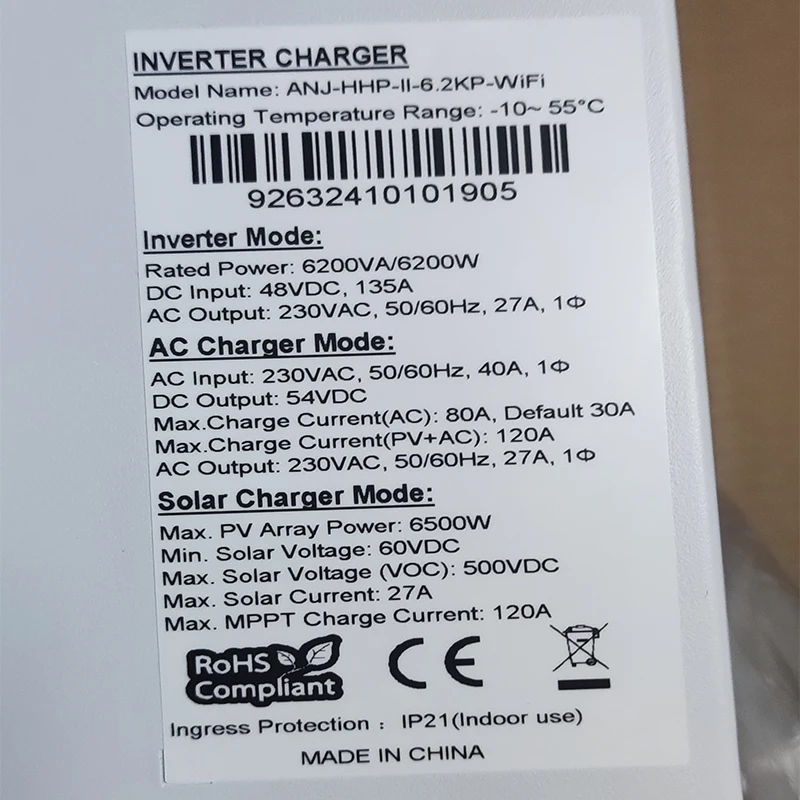 INVERTER CHARGER
Model Name: ANJ-HHP-II-6.2KP-WiFi
Operating Temperature Range: -10~ 55°C
92632410101905
Inverter Mode:
Rated Power: 6200VA/6200W
DC Input: 48VDC, 135A
AC Output: 230VAC, 50/60Hz, 27A, 1Φ
AC Charger Mode:
AC Input: 230VAC, 50/60Hz, 40A, 1Φ
DC Output: 54VDC
Max.Charge Current(AC): 80A, Default 30A
Max.Charge Current(PV+AC): 120A
AC Output: 230VAC, 50/60Hz, 27A, 1Φ
Solar Charger Mode:
Max. PV Array Power: 6500W
Min. Solar Voltage: 60VDC
Max. Solar Voltage (VOC): 500VDC
Max. Solar Current: 27A
Max. MPPT Charge Current: 120A
RoHS
Compliant
CE
Ingress Protection : IP21(Indoor use)
MADE IN CHINA